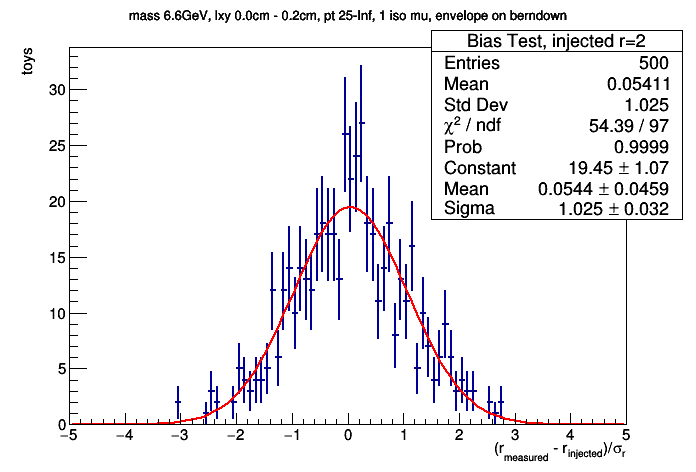 mass 6.6GeV, lxy 0.0cm - 0.2cm, pt 25-Inf, 1 iso mu, envelope on berndown
Bias Test, injected r=2
Entries 500
Mean 0.05411
Std Dev 1.025
χ² / ndf 54.39 / 97
Prob 0.9999
Constant 19.45 ± 1.07
Mean 0.0544 ± 0.0459
Sigma 1.025 ± 0.032
toys
30
25
20
15
10
5
0
−5 −4 −3 −2 −1 0 1 2 3 4 5
(r_measured - r_injected)/σ_r